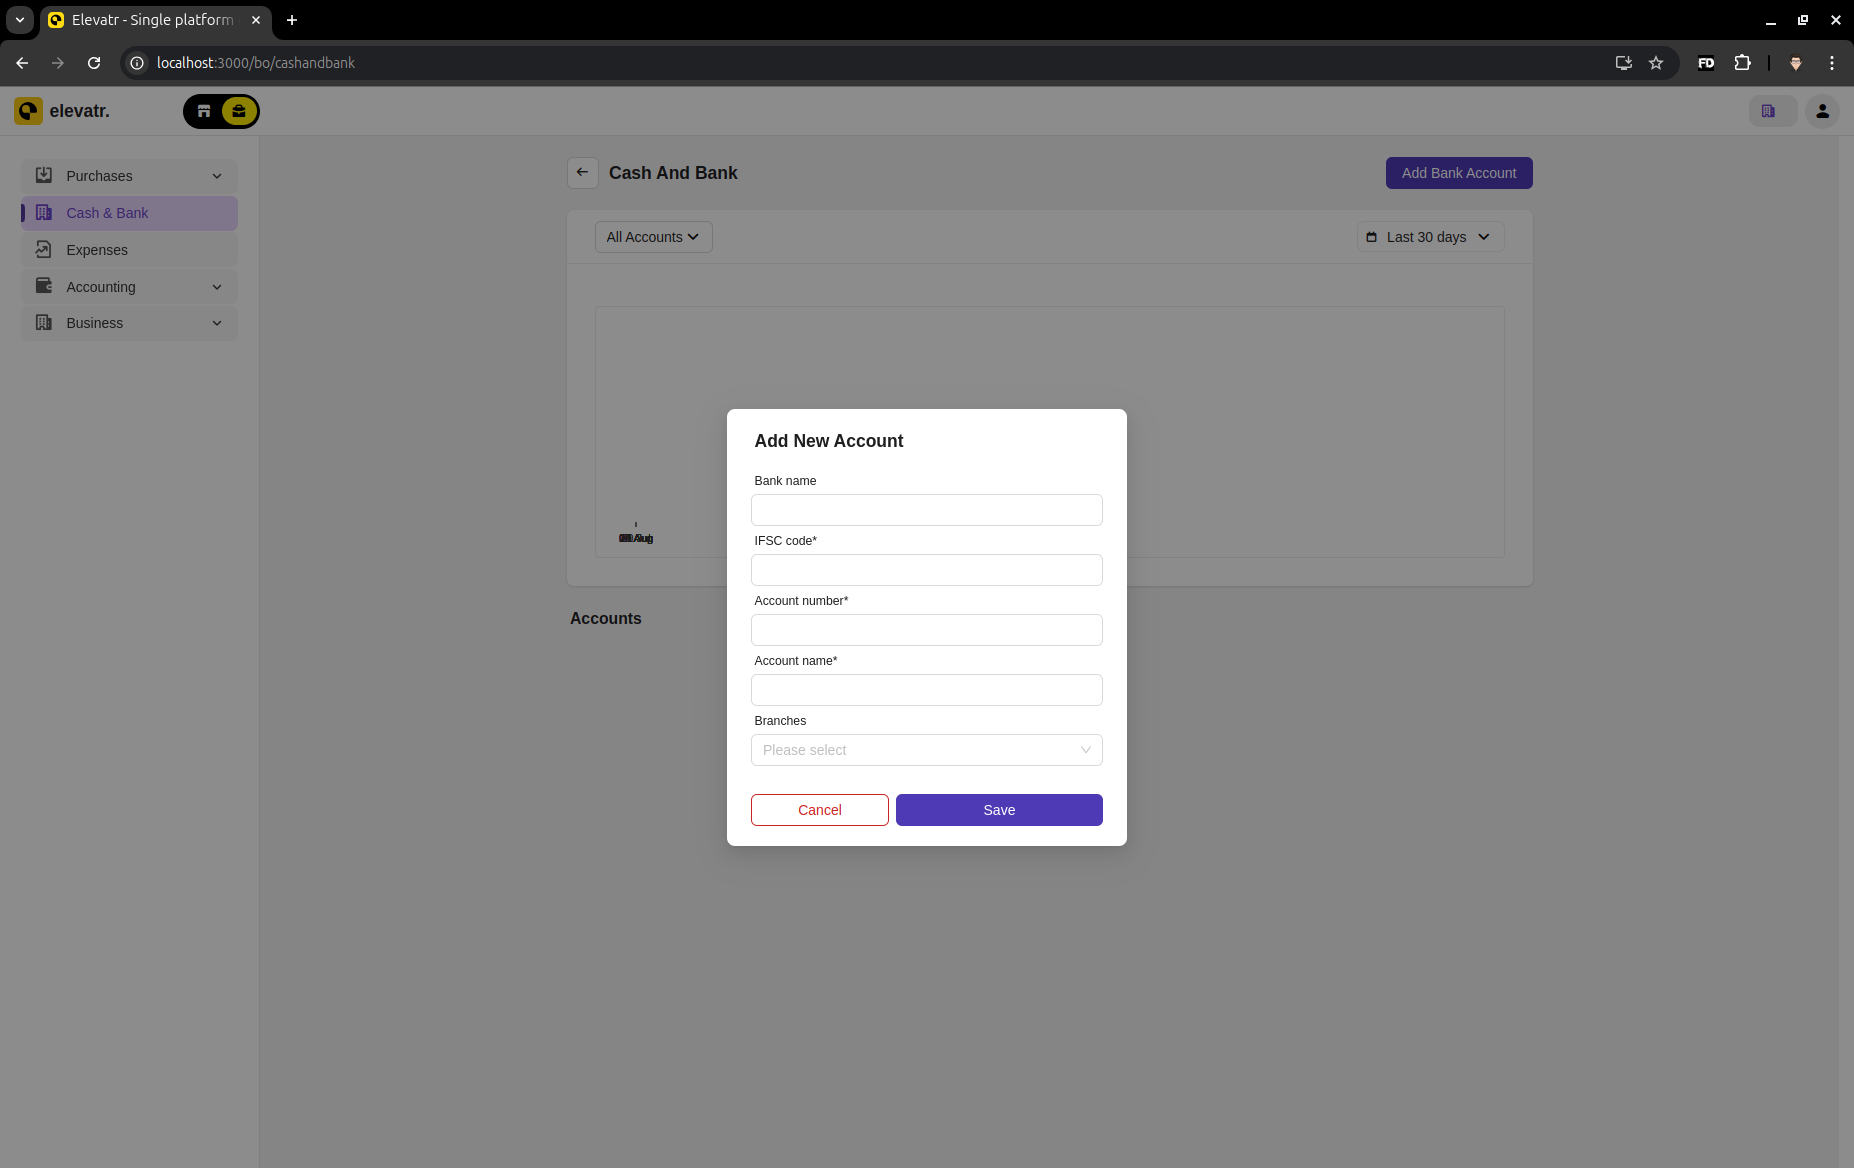 Elevatr - Single platform
localhost:3000/bo/cashandbank
FD
elevatr.
Purchases
Cash & Bank
Expenses
Accounting
Business
Cash And Bank
Add Bank Account
All Accounts
Last 30 days
Accounts
Add New Account
Bank name
IFSC code*
Account number*
Account name*
Branches
Please select
Cancel
Save